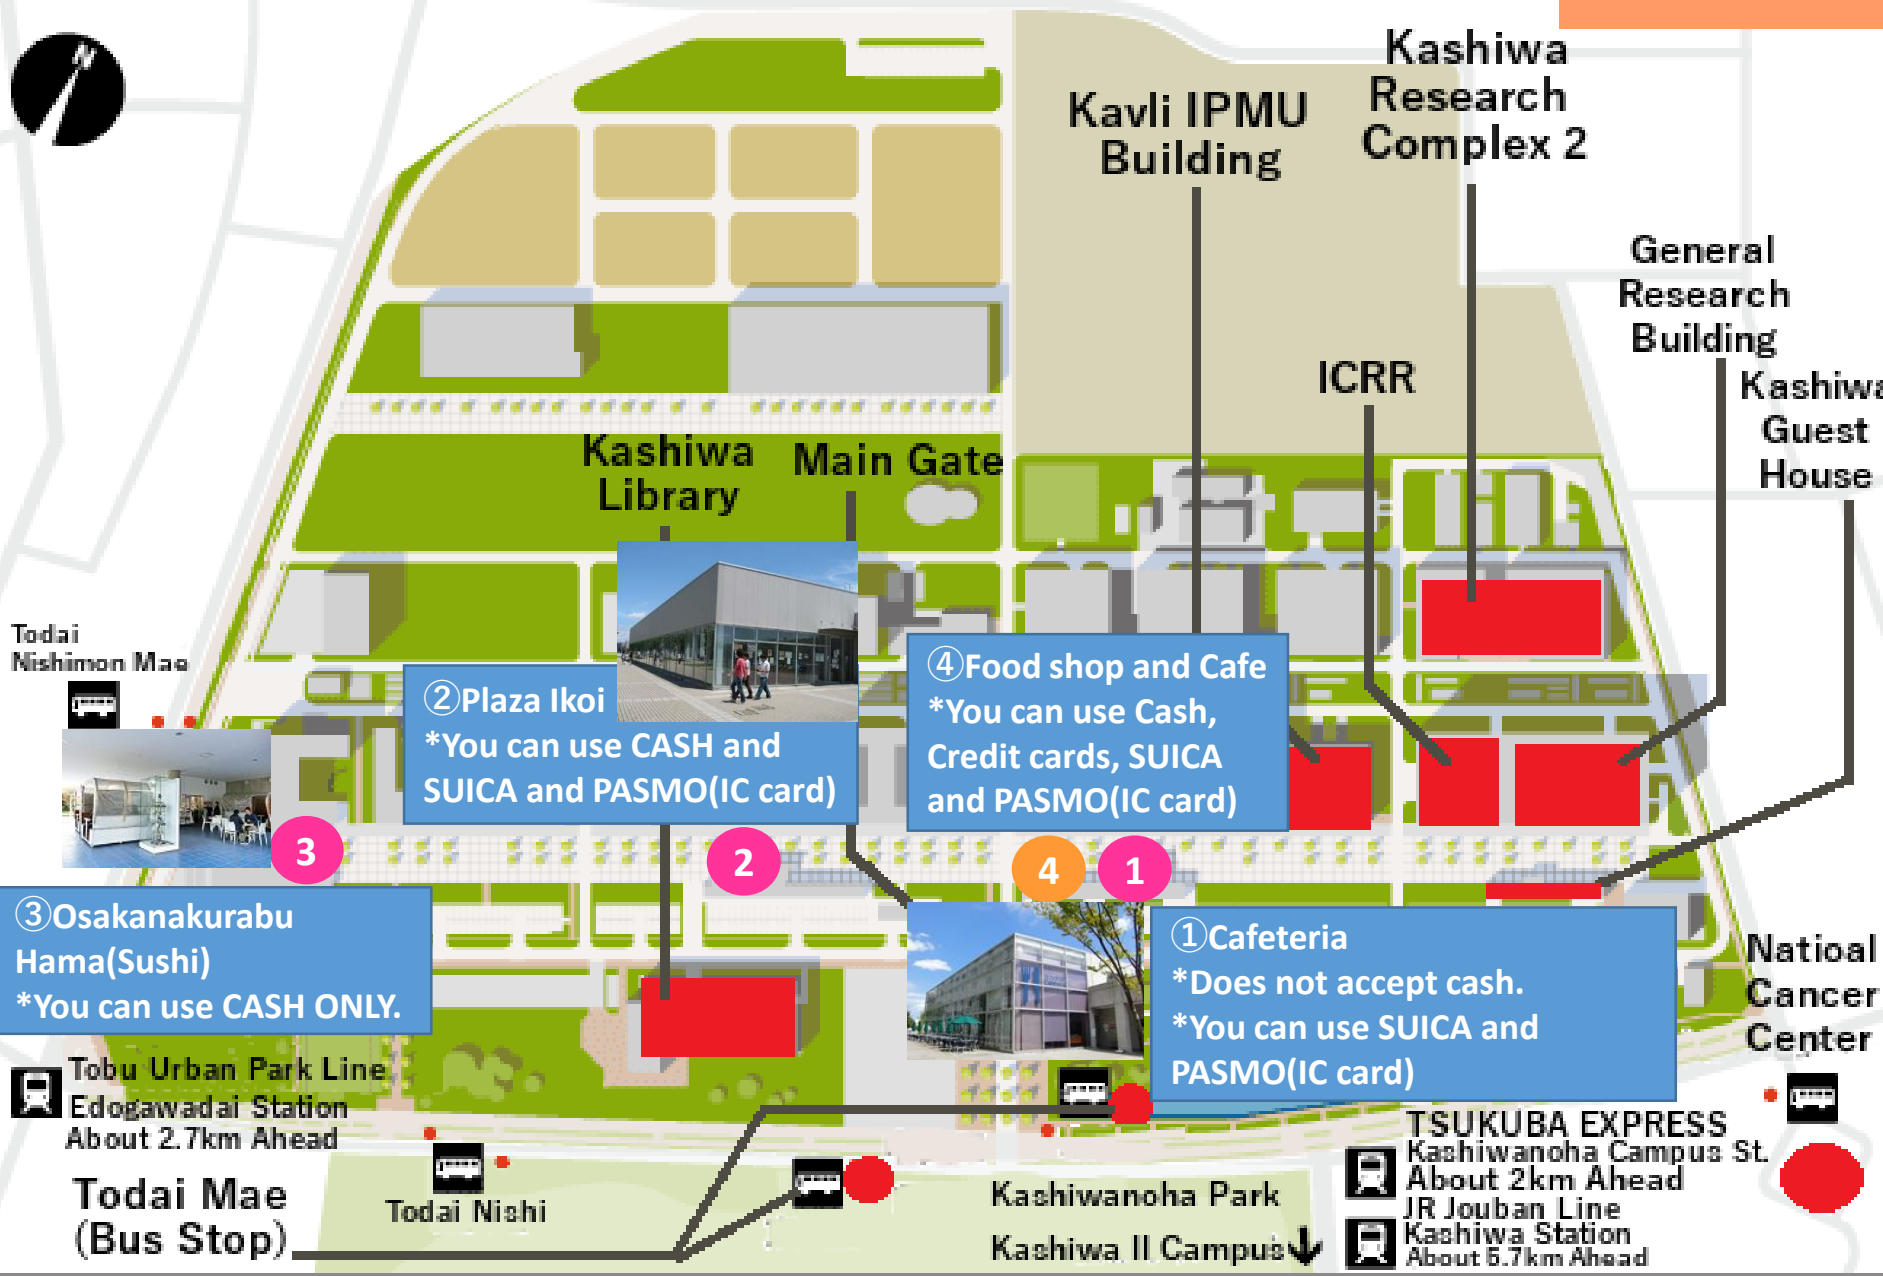 N
Kashiwa
Research
Complex 2
Kavli IPMU
Building
General
Research
Building
ICRR
Kashiwa
Guest
House
Kashiwa
Library
Main Gate
Todai
Nishimon Mae
②Plaza Ikoi
*You can use CASH and
SUICA and PASMO(IC card)
④Food shop and Cafe
*You can use Cash,
Credit cards, SUICA
and PASMO(IC card)
3
2
4
1
③Osakanakurabu
Hama(Sushi)
*You can use CASH ONLY.
①Cafeteria
*Does not accept cash.
*You can use SUICA and
PASMO(IC card)
Natioal
Cancer
Center
Tobu Urban Park Line
Edogawadai Station
About 2.7km Ahead
Todai Mae
(Bus Stop)
Todai Nishi
Kashiwanoha Park
Kashiwa II Campus
TSUKUBA EXPRESS
Kashiwanoha Campus St.
About 2km Ahead
JR Jouban Line
Kashiwa Station
About 5.7km Ahead